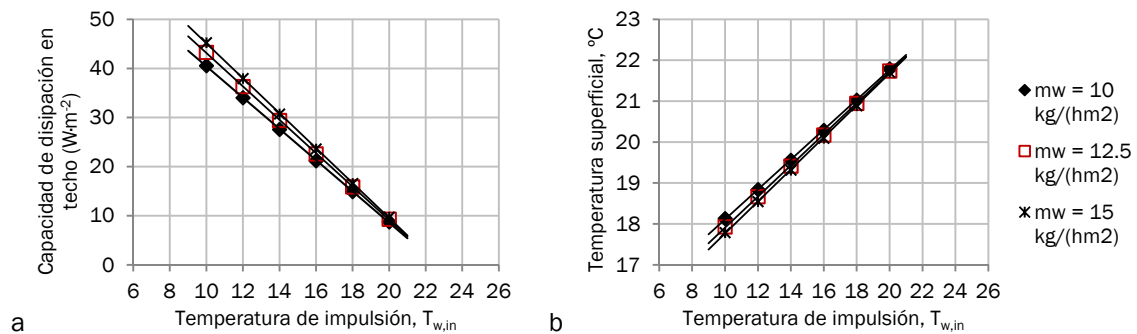 Capacidad de disipación en
techo (W·m-2)
50
40
30
20
10
0
6 8 10 12 14 16 18 20 22 24 26
Temperatura de impulsión, Tw,in
a
Temperatura superficial, ºC
23
22
21
20
19
18
17
6 8 10 12 14 16 18 20 22 24 26
Temperatura de impulsión, Tw,in
b
mw = 10
kg/(hm2)
mw = 12.5
kg/(hm2)
mw = 15
kg/(hm2)